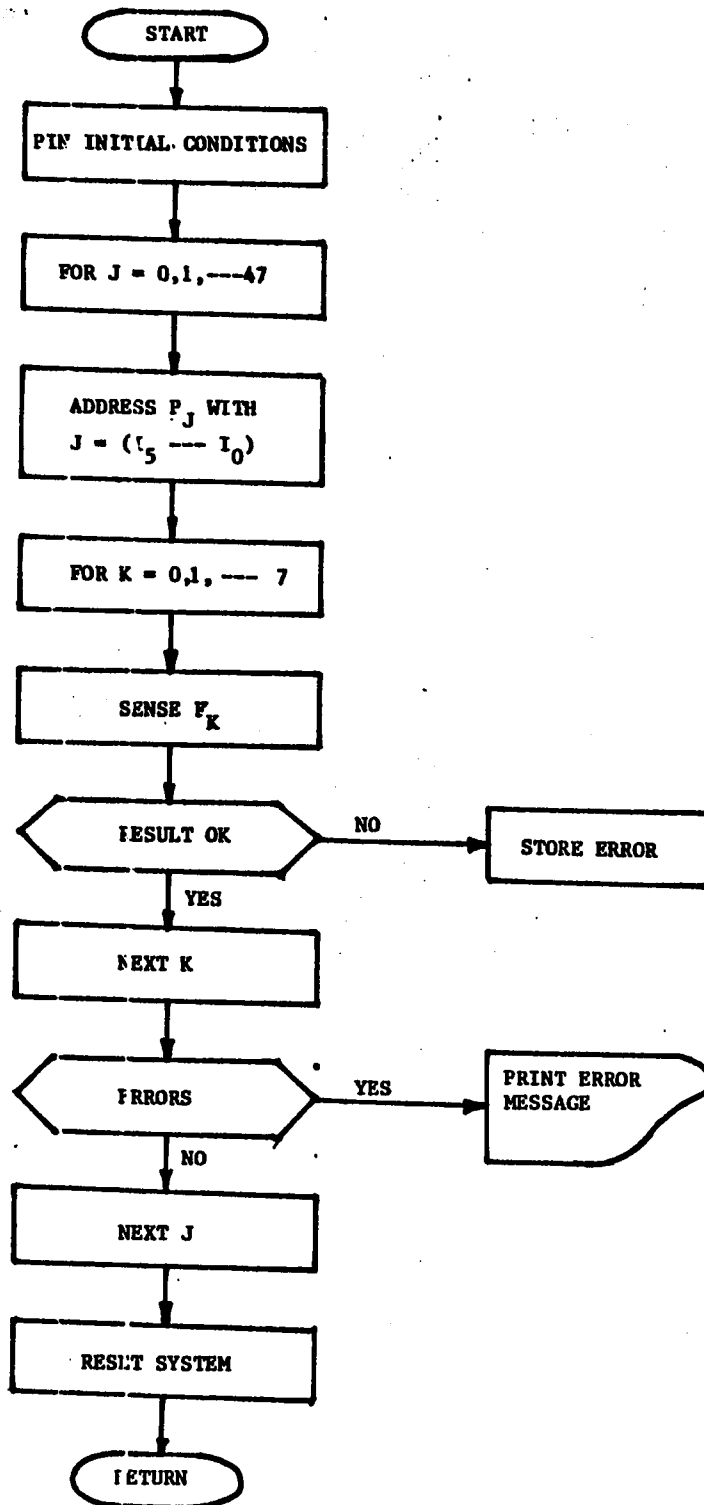 START
PIN INITIAL CONDITIONS
FOR J = 0,1,---47
ADDRESS P_J WITH
J = (I_5 --- I_0)
FOR K = 0,1, --- 7
SENSE F_K
RESULT OK
NO
STORE ERROR
YES
NEXT K
ERRORS
YES
PRINT ERROR
MESSAGE
NO
NEXT J
RESET SYSTEM
RETURN